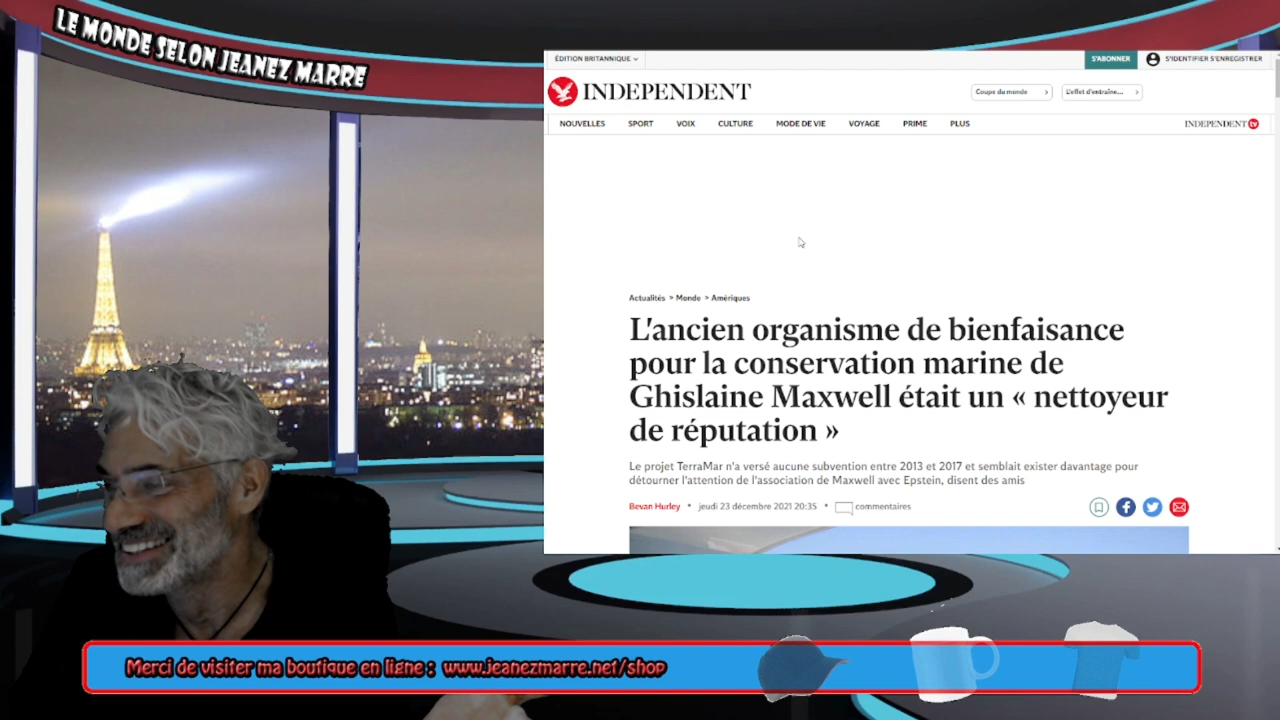 LE MONDE SELON JEANEZ MARRE
ÉDITION BRITANNIQUE
S'ABONNER
S'IDENTIFIER S'ENREGISTRER
INDEPENDENT
Coupe du monde
L'effet d'entraîne...
NOUVELLES SPORT VOIX CULTURE MODE DE VIE VOYAGE PRIME PLUS
INDEPENDENT tv
Actualités > Monde > Amériques
L'ancien organisme de bienfaisance
pour la conservation marine de
Ghislaine Maxwell était un « nettoyeur
de réputation »
Le projet TerraMar n'a versé aucune subvention entre 2013 et 2017 et semblait exister davantage pour
détourner l'attention de l'association de Maxwell avec Epstein, disent des amis
Bevan Hurley • jeudi 23 décembre 2021 20:35 • commentaires
Merci de visiter ma boutique en ligne : www.jeanezmarre.net/shop